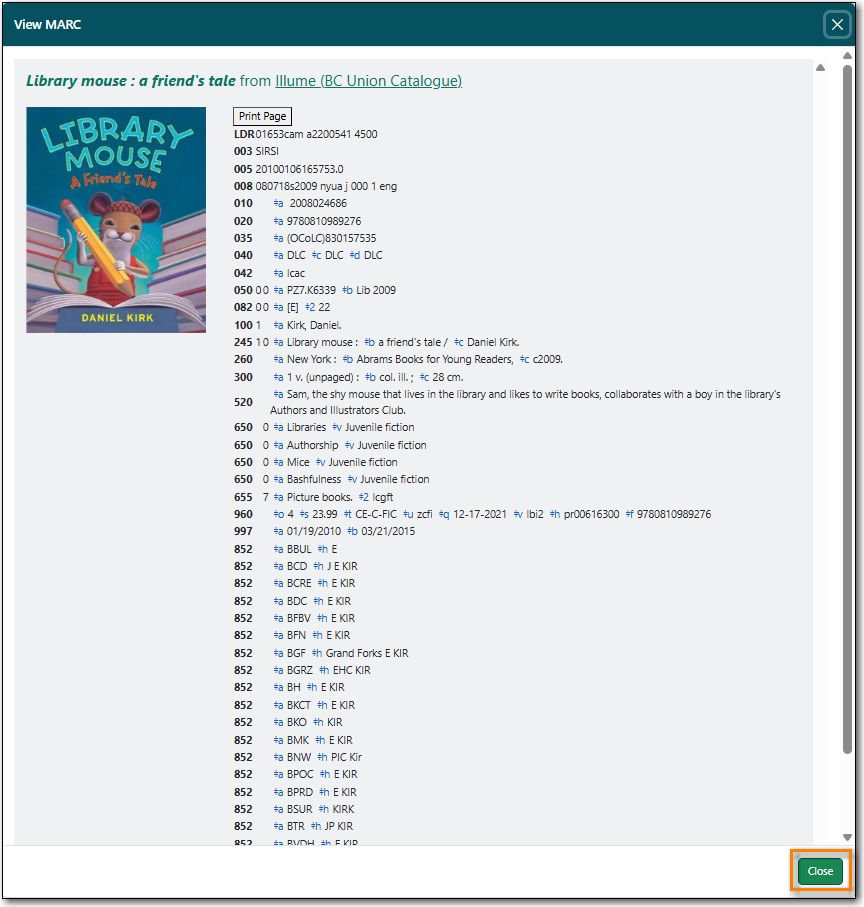 View MARC
Library mouse : a friend's tale from Illume (BC Union Catalogue)
LIBRARY
MOUSE
A Friend's Tale
DANIEL KIRK
Print Page
LDR 01653cam a2200541 4500
003 SIRSI
005 20100106165753.0
008 080718s2009 nyua j 000 1 eng
010 ‡a 2008024686
020 ‡a 9780810989276
035 ‡a (OCoLC)830157535
040 ‡a DLC ‡c DLC ‡d DLC
042 ‡a lcac
050 0 0 ‡a PZ7.K6339 ‡b Lib 2009
082 0 0 ‡a [E] ‡2 22
100 1 ‡a Kirk, Daniel.
245 1 0 ‡a Library mouse : ‡b a friend's tale / ‡c Daniel Kirk.
260 ‡a New York : ‡b Abrams Books for Young Readers, ‡c c2009.
300 ‡a 1 v. (unpaged) : ‡b col. ill. ; ‡c 28 cm.
520 ‡a Sam, the shy mouse that lives in the library and likes to write books, collaborates with a boy in the library's
Authors and Illustrators Club.
650 0 ‡a Libraries ‡v Juvenile fiction
650 0 ‡a Authorship ‡v Juvenile fiction
650 0 ‡a Mice ‡v Juvenile fiction
650 0 ‡a Bashfulness ‡v Juvenile fiction
655 7 ‡a Picture books. ‡2 lcgft
960 ‡o 4 ‡s 23.99 ‡t CE-C-FIC ‡u zcfi ‡q 12-17-2021 ‡v lbi2 ‡h pr00616300 ‡f 9780810989276
997 ‡a 01/19/2010 ‡b 03/21/2015
852 ‡a BBUL ‡h E
852 ‡a BCD ‡h J E KIR
852 ‡a BCRE ‡h E KIR
852 ‡a BDC ‡h E KIR
852 ‡a BFBV ‡h E KIR
852 ‡a BFN ‡h E KIR
852 ‡a BGF ‡h Grand Forks E KIR
852 ‡a BGRZ ‡h EHC KIR
852 ‡a BH ‡h E KIR
852 ‡a BKCT ‡h E KIR
852 ‡a BKO ‡h KIR
852 ‡a BMK ‡h E KIR
852 ‡a BNW ‡h PIC Kir
852 ‡a BPOC ‡h E KIR
852 ‡a BPRD ‡h E KIR
852 ‡a BSUR ‡h KIRK
852 ‡a BTR ‡h JP KIR
852 ‡a BVDH ‡h E KIR
Close